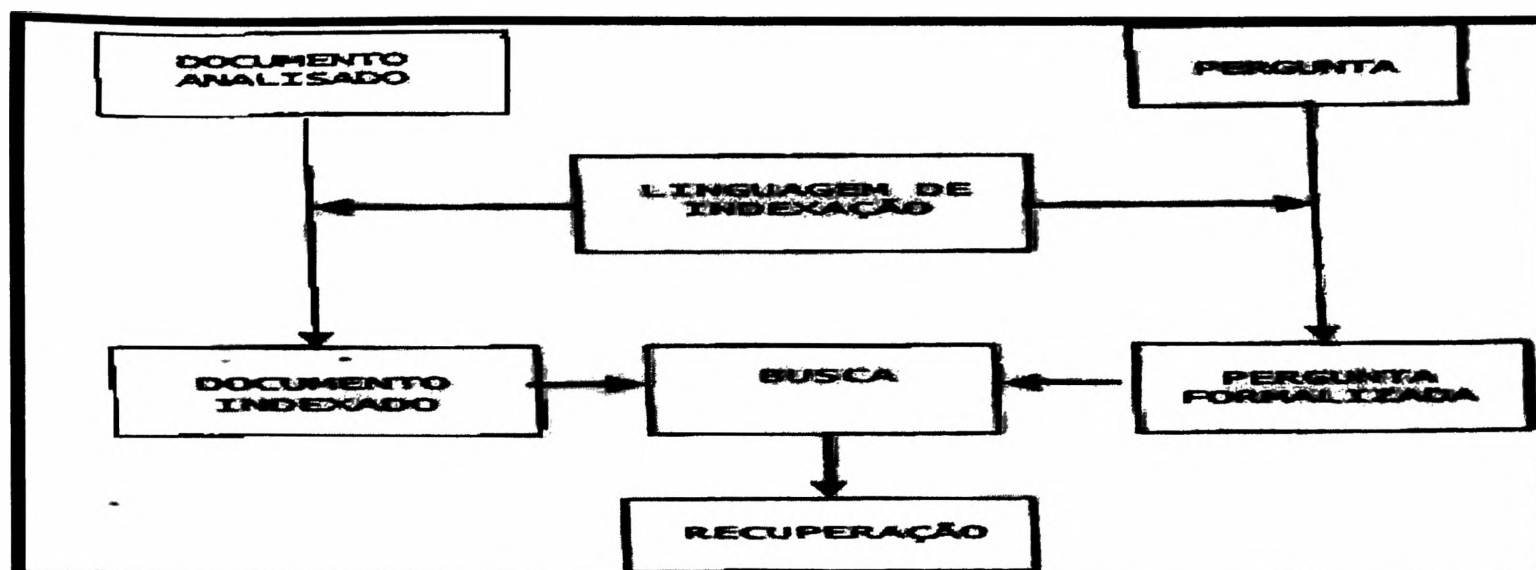 DOCUMENTO
ANALISADO
PERGUNTA
LINGUAGEM DE
INDEXAÇÃO
DOCUMENTO
INDEXADO
BUSCA
PERGUNTA
FORMALIZADA
RECUPERAÇÃO